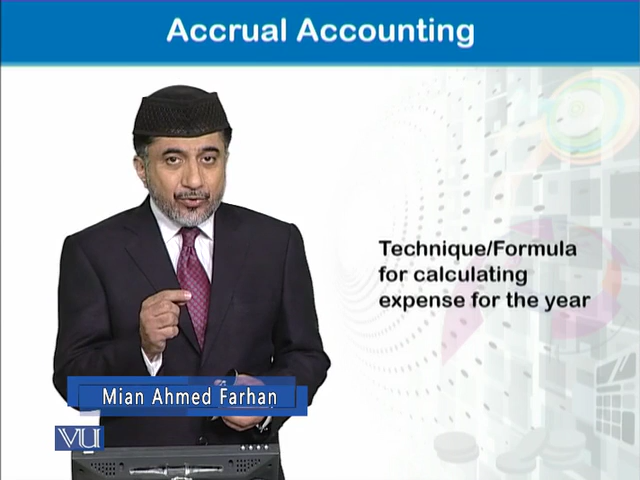 Accrual Accounting
Technique/Formula
for calculating
expense for the year
Mian Ahmed Farhan
VU